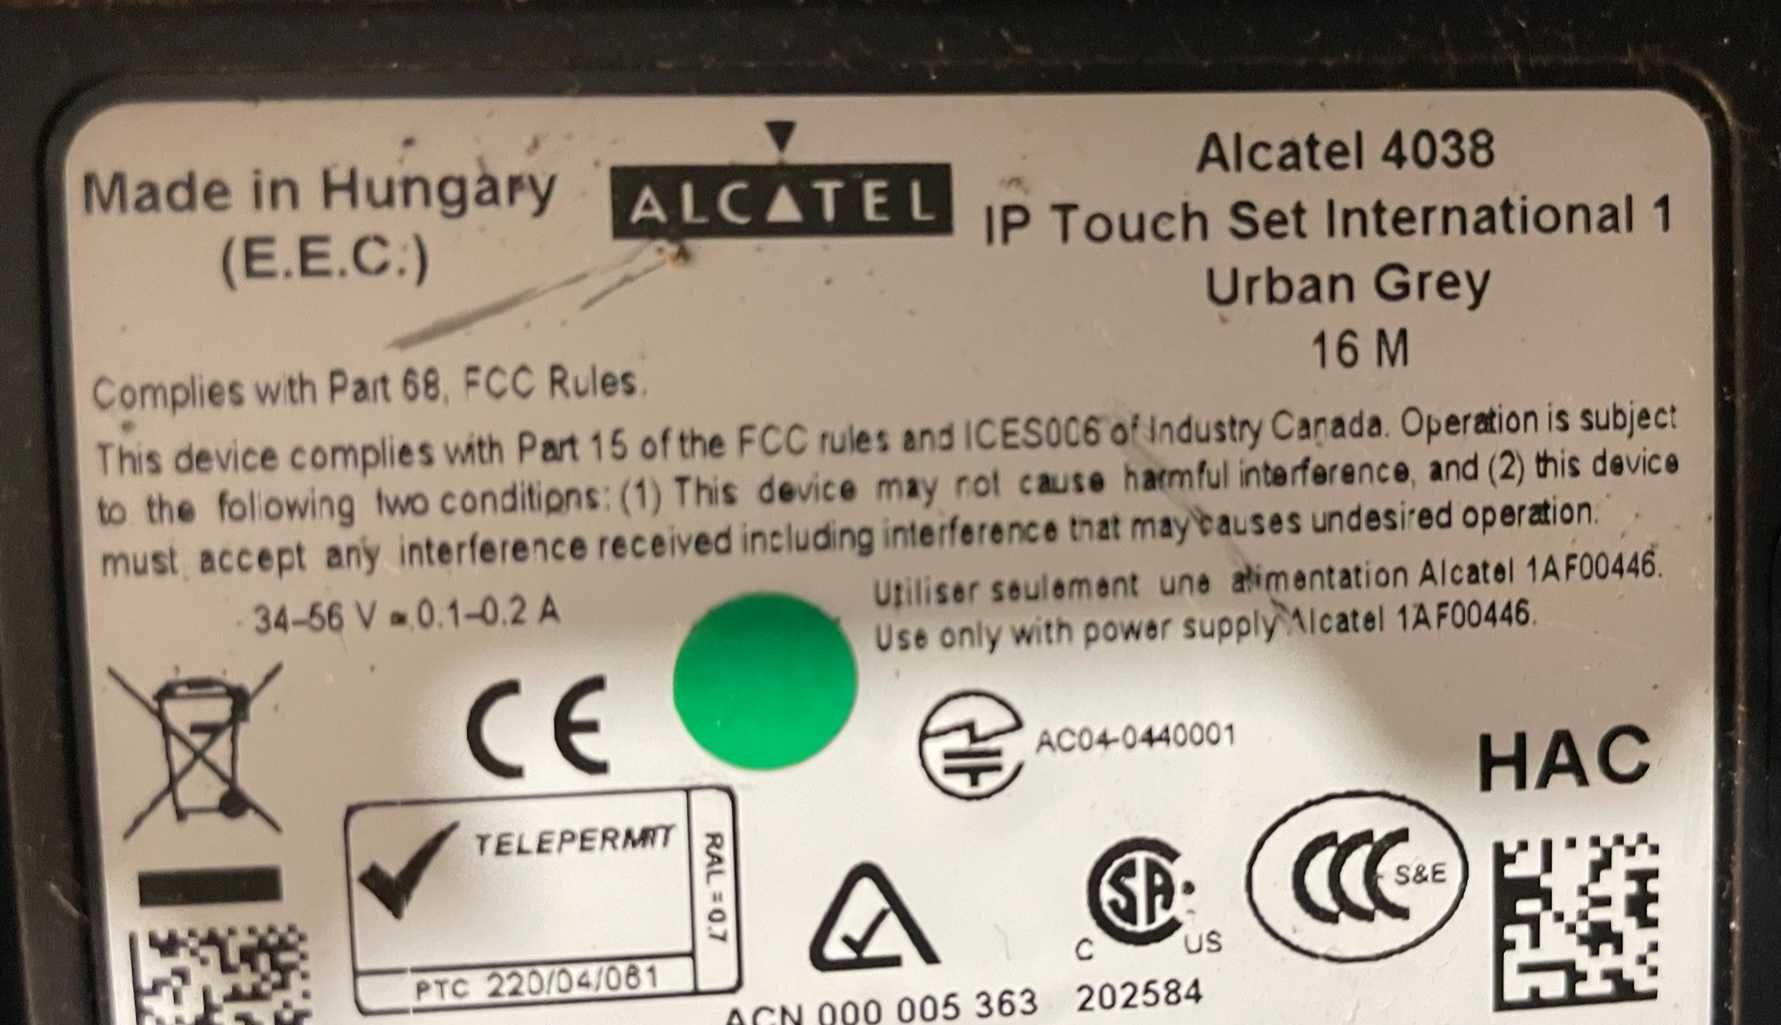 Made in Hungary
(E.E.C.)
ALCATEL
Alcatel 4038
IP Touch Set International 1
Urban Grey
16 M
Complies with Part 68, FCC Rules.
This device complies with Part 15 of the FCC rules and ICES006 of Industry Canada. Operation is subject
to the following two conditions: (1) This device may not cause harmful interference, and (2) this device
must accept any interference received including interference that may causes undesired operation.
34–56 V ⎓ 0.1–0.2 A
Utiliser seulement une alimentation Alcatel 1AF00446.
Use only with power supply Alcatel 1AF00446.
CE
AC04-0440001
HAC
TELEPERMIT
RAL = 0.7
PTC 220/04/081
ACN 000 005 363
SA
C US
202584
CCC S&E